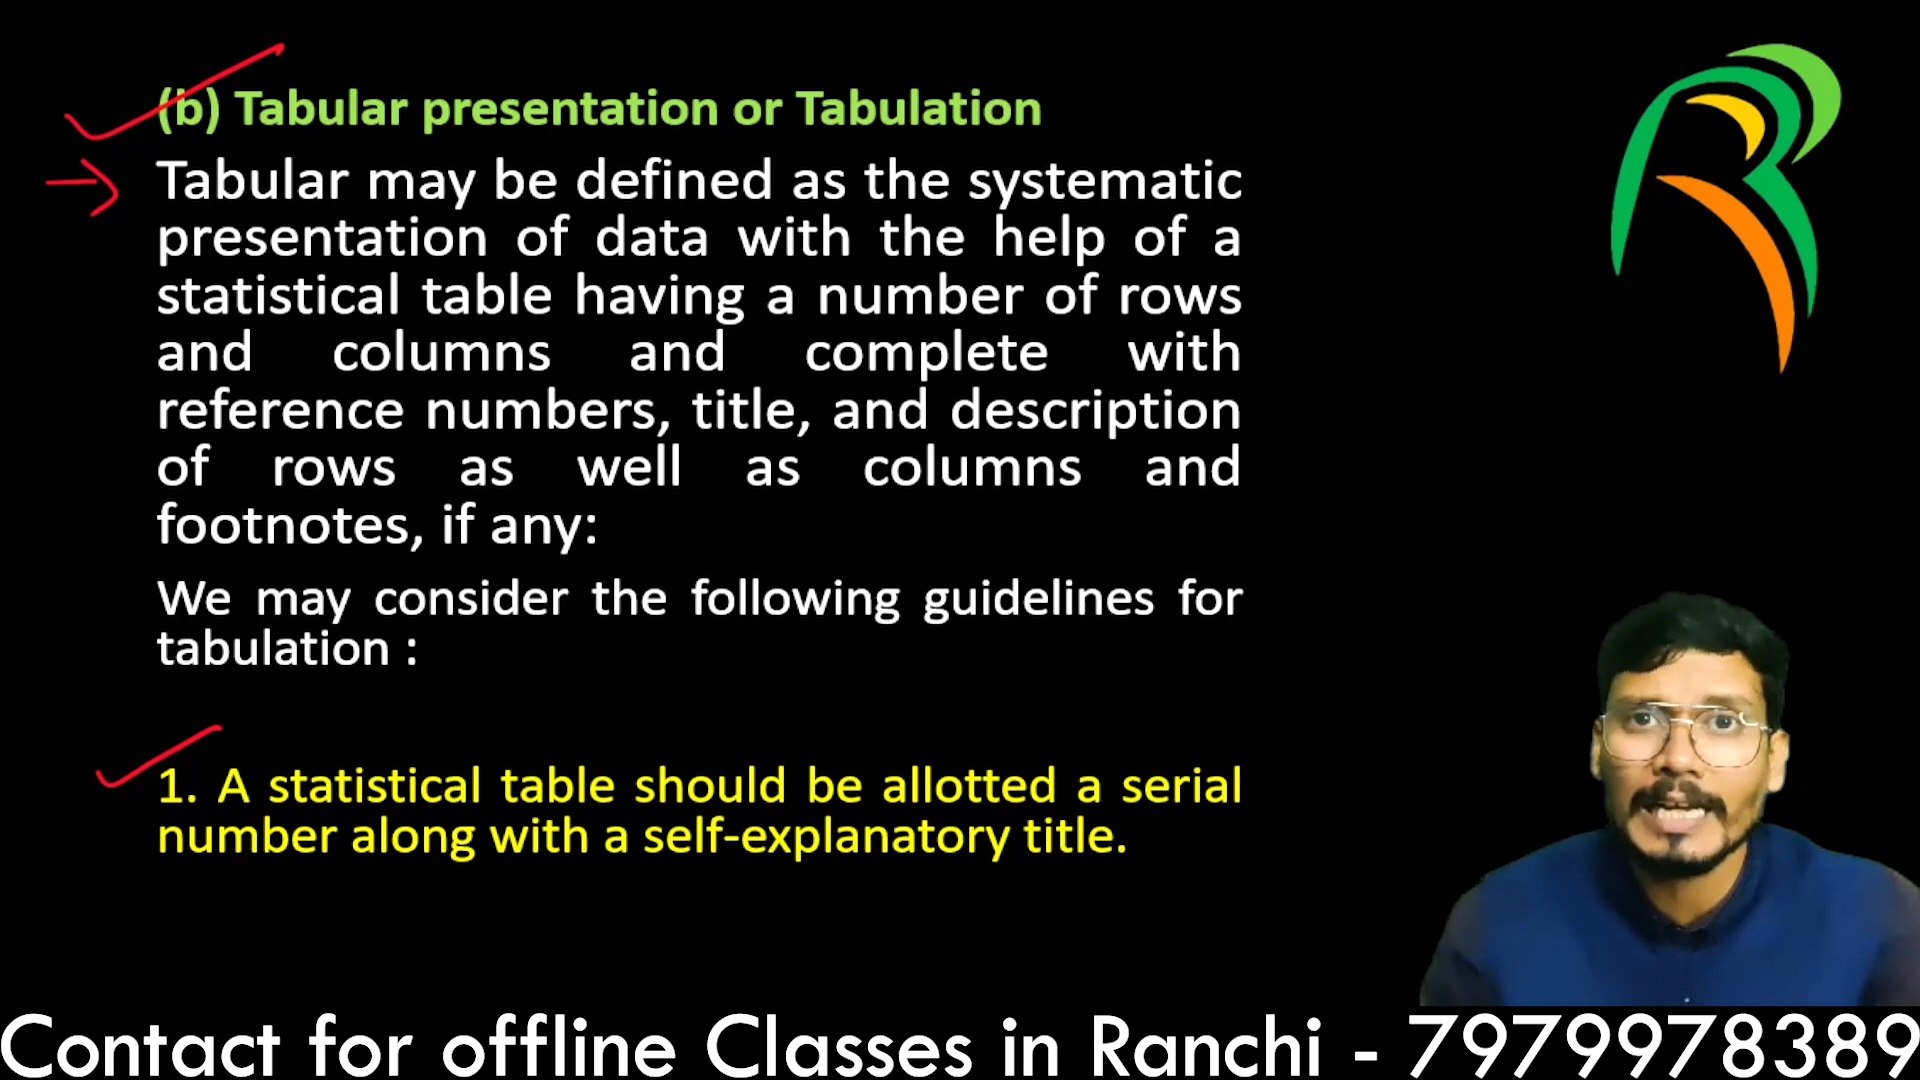 (b) Tabular presentation or Tabulation
Tabular may be defined as the systematic
presentation of data with the help of a
statistical table having a number of rows
and columns and complete with
reference numbers, title, and description
of rows as well as columns and
footnotes, if any:
We may consider the following guidelines for
tabulation :
1. A statistical table should be allotted a serial
number along with a self-explanatory title.
Contact for offline Classes in Ranchi - 7979978389